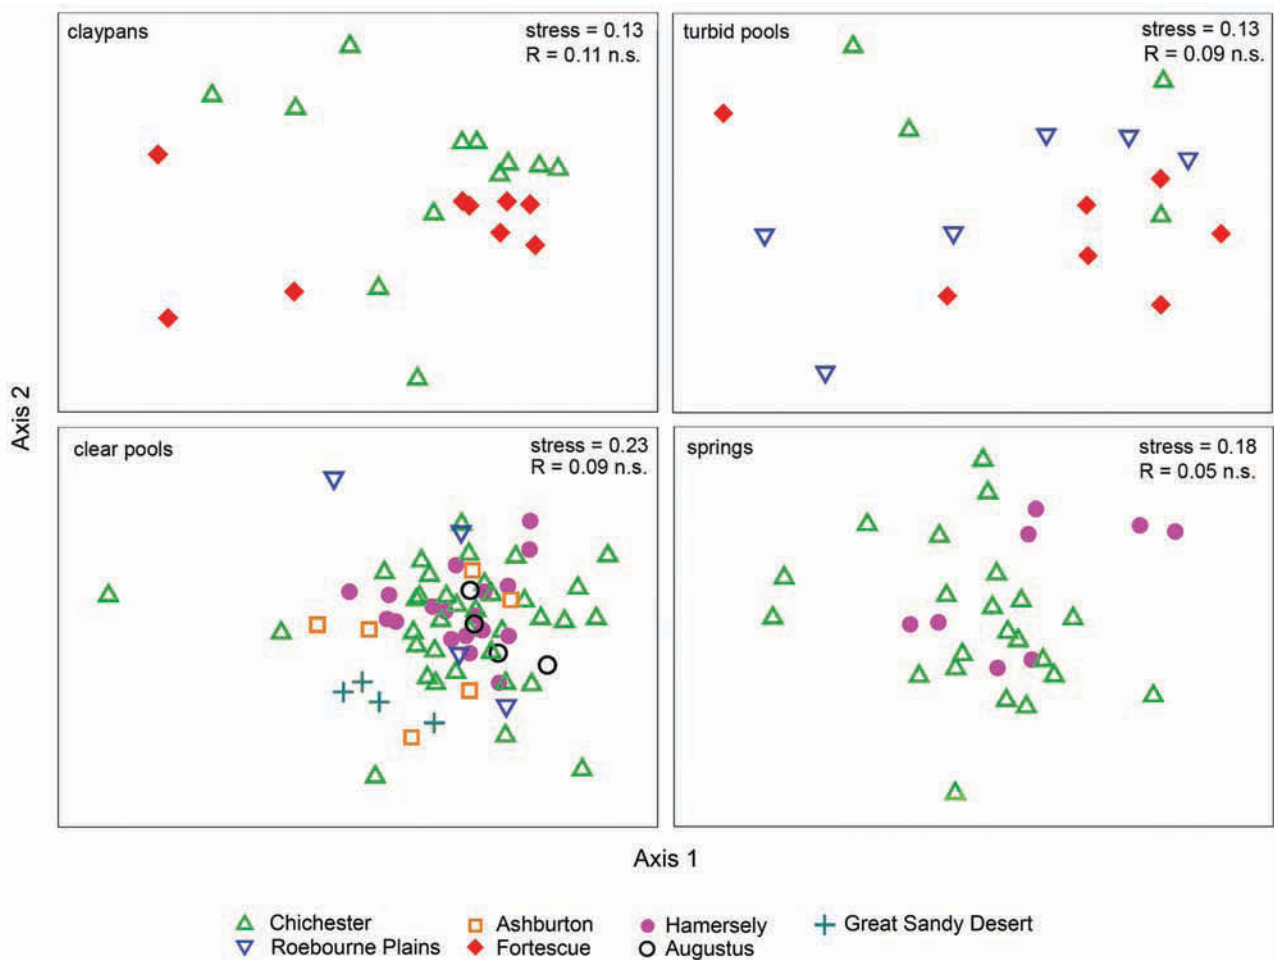 claypans
stress = 0.13
R = 0.11 n.s.
turbid pools
stress = 0.13
R = 0.09 n.s.
Axis 2
clear pools
stress = 0.23
R = 0.09 n.s.
springs
stress = 0.18
R = 0.05 n.s.
Axis 1
Chichester
Ashburton
Hamersely
Great Sandy Desert
Roebourne Plains
Fortescue
Augustus